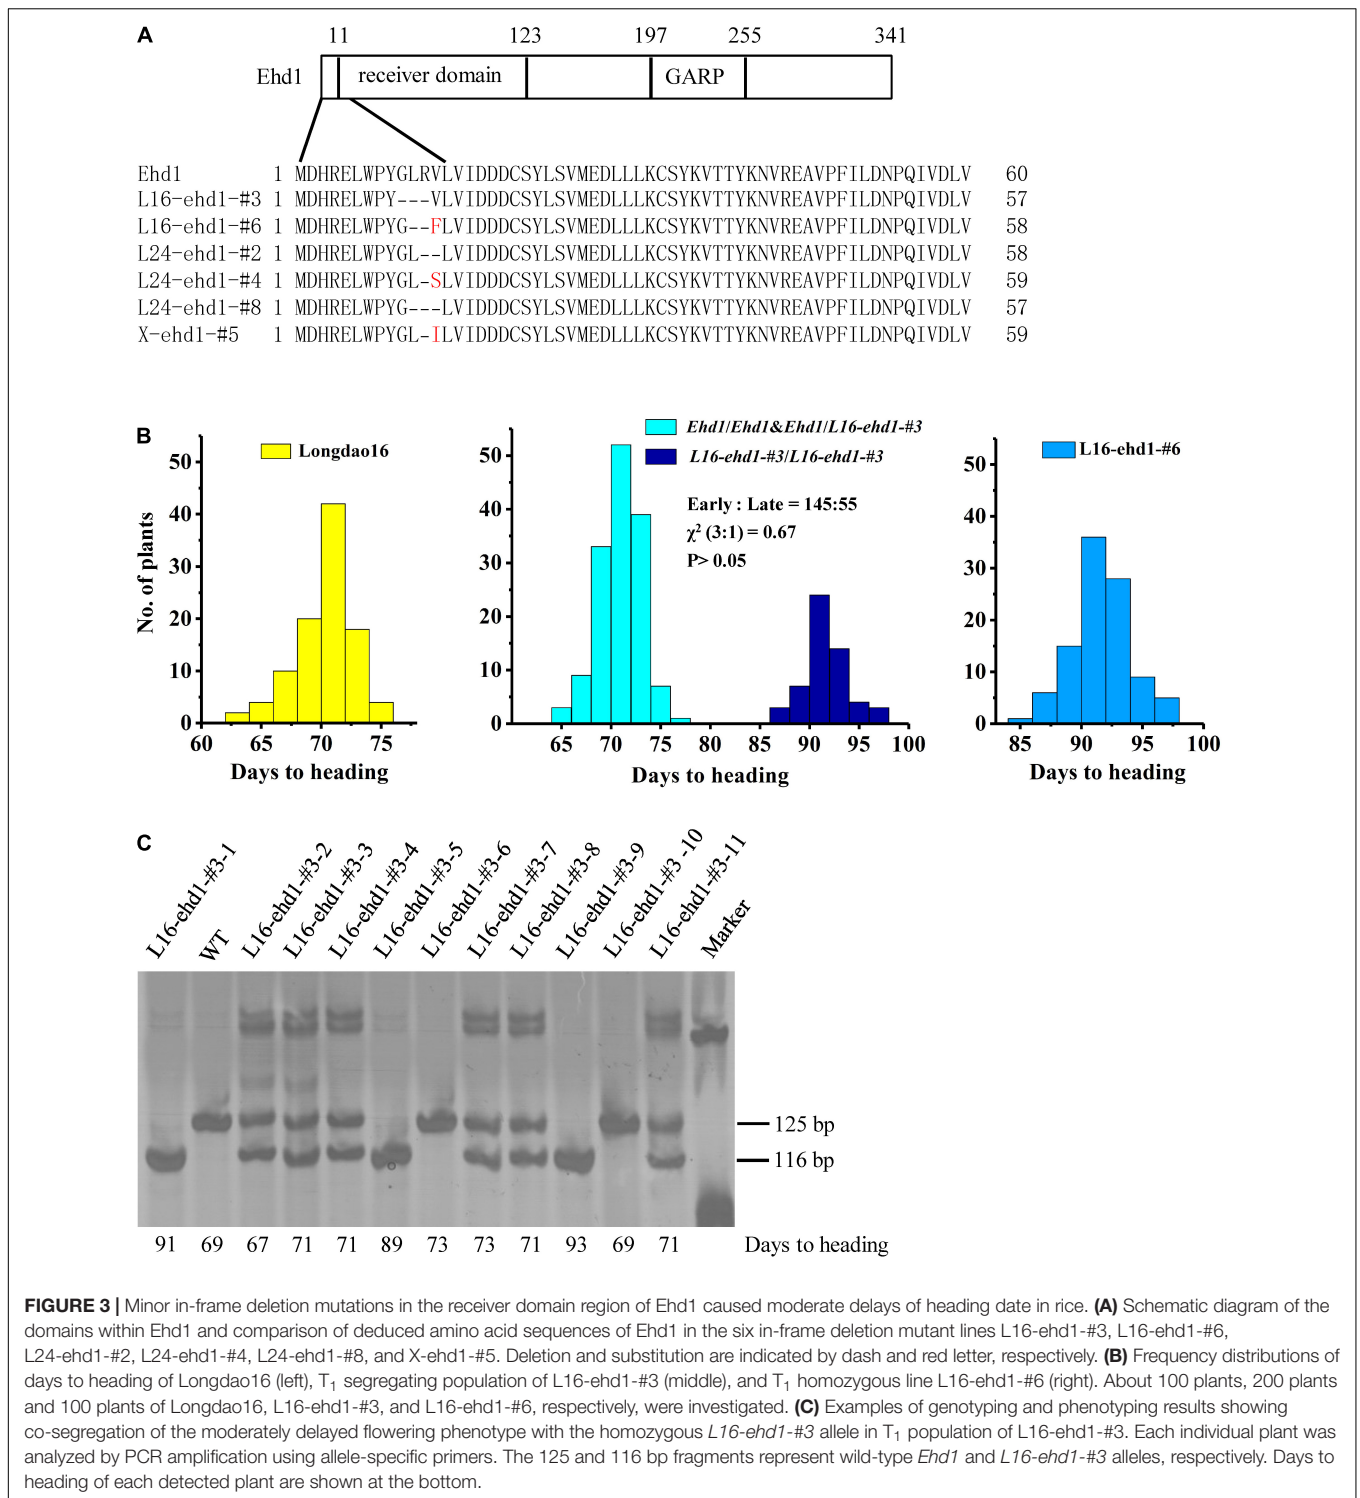 A
11 123 197 255 341
Ehd1 receiver domain GARP
Ehd1 1 MDHRELWPYGLRVLVIDDDCSYLSVMEDLLLKCSYKVTTYKNVREAVPFILDNPQIVDLV 60
L16-ehd1-#3 1 MDHRELWPY---VLVIDDDCSYLSVMEDLLLKCSYKVTTYKNVREAVPFILDNPQIVDLV 57
L16-ehd1-#6 1 MDHRELWPYG--FLVIDDDCSYLSVMEDLLLKCSYKVTTYKNVREAVPFILDNPQIVDLV 58
L24-ehd1-#2 1 MDHRELWPYGL--LVIDDDCSYLSVMEDLLLKCSYKVTTYKNVREAVPFILDNPQIVDLV 58
L24-ehd1-#4 1 MDHRELWPYGL-SLVIDDDCSYLSVMEDLLLKCSYKVTTYKNVREAVPFILDNPQIVDLV 59
L24-ehd1-#8 1 MDHRELWPYG---LVIDDDCSYLSVMEDLLLKCSYKVTTYKNVREAVPFILDNPQIVDLV 57
X-ehd1-#5 1 MDHRELWPYGL-ILVIDDDCSYLSVMEDLLLKCSYKVTTYKNVREAVPFILDNPQIVDLV 59
B
No. of plants
50
40
30
20
10
0
Longdao16
60 65 70 75
Days to heading
50
40
30
20
10
0
Ehd1/Ehd1&Ehd1/L16-ehd1-#3
L16-ehd1-#3/L16-ehd1-#3
Early : Late = 145:55
χ² (3:1) = 0.67
P> 0.05
65 70 75 80 85 90 95 100
Days to heading
50
40
30
20
10
0
L16-ehd1-#6
85 90 95 100
Days to heading
C
L16-ehd1-#3-1
WT
L16-ehd1-#3-2
L16-ehd1-#3-3
L16-ehd1-#3-4
L16-ehd1-#3-5
L16-ehd1-#3-6
L16-ehd1-#3-7
L16-ehd1-#3-8
L16-ehd1-#3-9
L16-ehd1-#3 -10
L16-ehd1-#3-11
Marker
125 bp
116 bp
91 69 67 71 71 89 73 73 71 93 69 71 Days to heading
FIGURE 3 | Minor in-frame deletion mutations in the receiver domain region of Ehd1 caused moderate delays of heading date in rice. (A) Schematic diagram of the
domains within Ehd1 and comparison of deduced amino acid sequences of Ehd1 in the six in-frame deletion mutant lines L16-ehd1-#3, L16-ehd1-#6,
L24-ehd1-#2, L24-ehd1-#4, L24-ehd1-#8, and X-ehd1-#5. Deletion and substitution are indicated by dash and red letter, respectively. (B) Frequency distributions of
days to heading of Longdao16 (left), T₁ segregating population of L16-ehd1-#3 (middle), and T₁ homozygous line L16-ehd1-#6 (right). About 100 plants, 200 plants
and 100 plants of Longdao16, L16-ehd1-#3, and L16-ehd1-#6, respectively, were investigated. (C) Examples of genotyping and phenotyping results showing
co-segregation of the moderately delayed flowering phenotype with the homozygous L16-ehd1-#3 allele in T₁ population of L16-ehd1-#3. Each individual plant was
analyzed by PCR amplification using allele-specific primers. The 125 and 116 bp fragments represent wild-type Ehd1 and L16-ehd1-#3 alleles, respectively. Days to
heading of each detected plant are shown at the bottom.